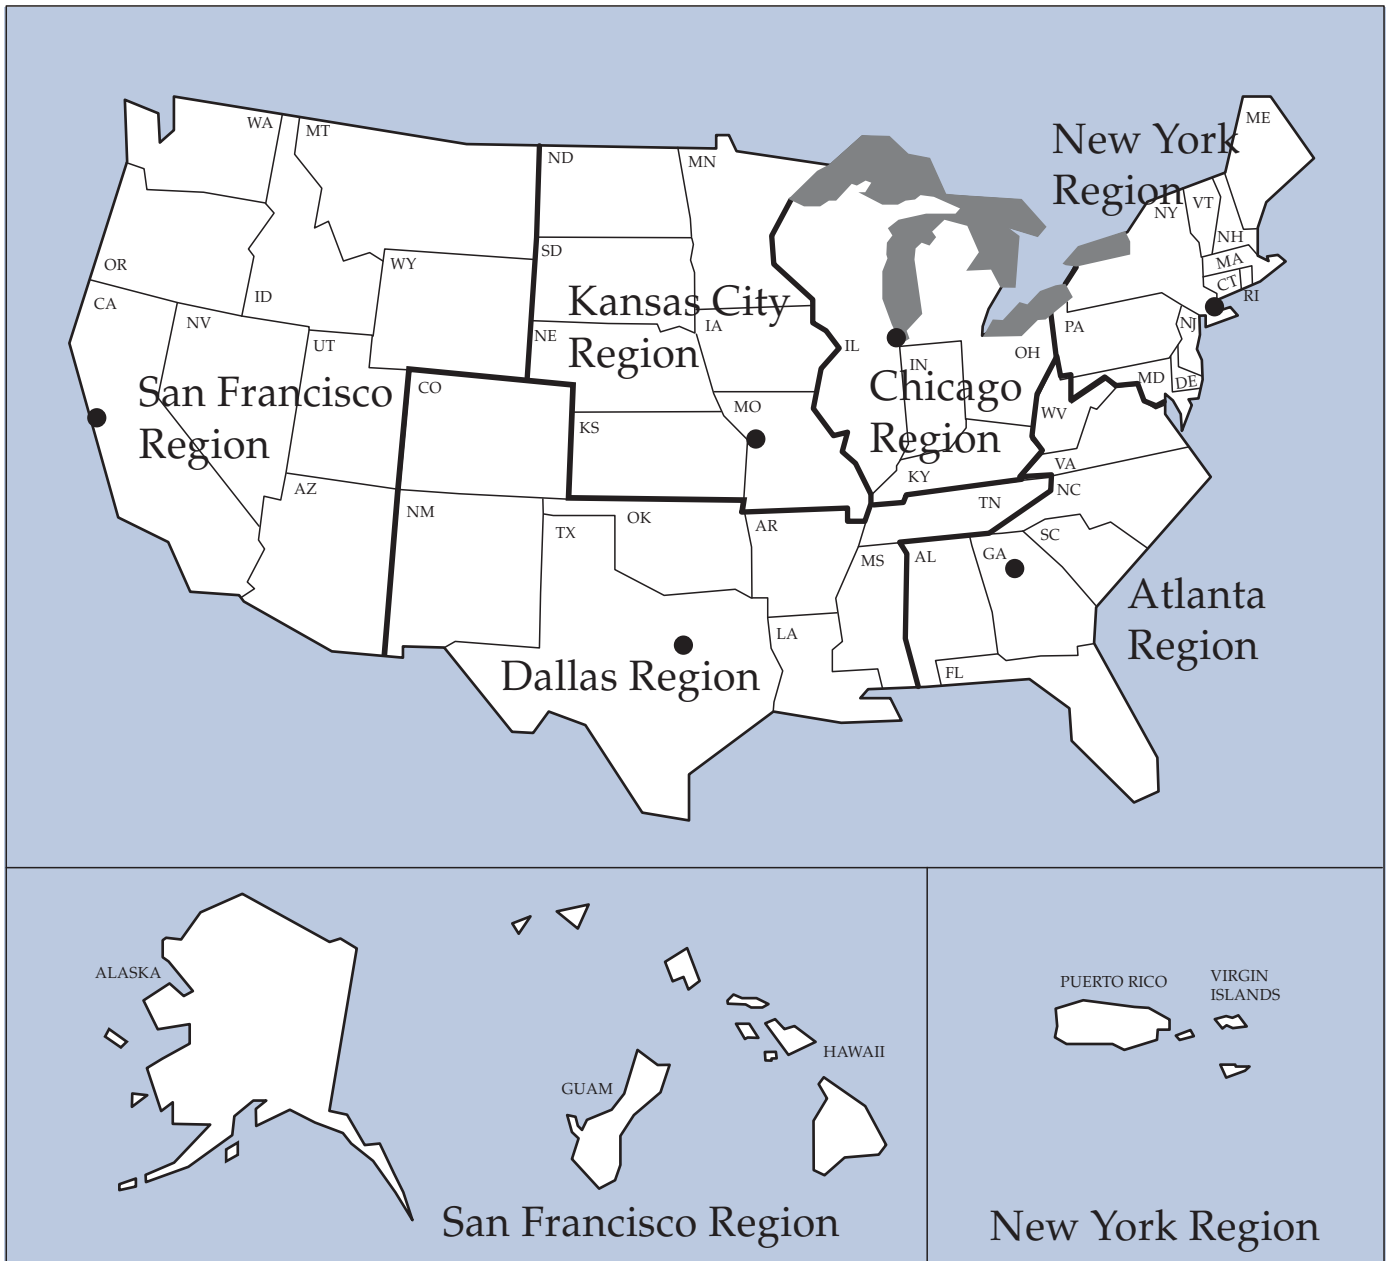 WA
MT
ND
MN
ME
New York
Region
NY
VT
NH
MA
CT
RI
OR
ID
WY
SD
CA
NV
UT
NE
IA
Kansas City
Region
IL
IN
OH
PA
NJ
MD
DE
San Francisco
Region
CO
KS
MO
Chicago
Region
WV
VA
KY
AZ
NM
TX
OK
AR
TN
NC
SC
MS
AL
GA
Atlanta
Region
LA
FL
Dallas Region
ALASKA
HAWAII
GUAM
San Francisco Region
PUERTO RICO
VIRGIN
ISLANDS
New York Region